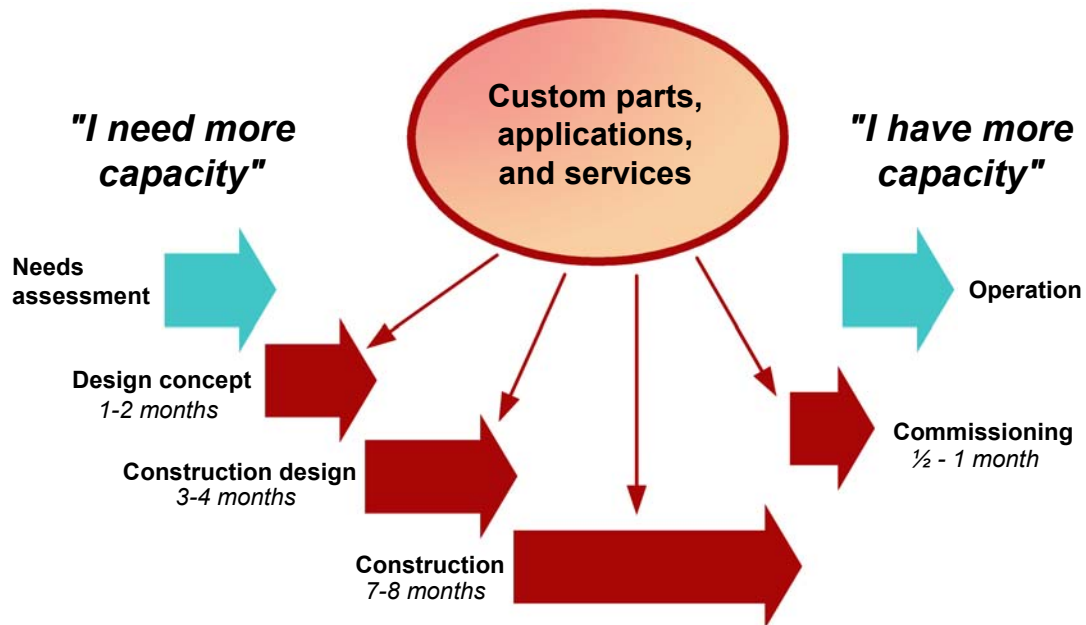 Custom parts,
applications,
and services
"I need more
capacity"
"I have more
capacity"
Needs
assessment
Operation
Design concept
1-2 months
Commissioning
½ - 1 month
Construction design
3-4 months
Construction
7-8 months